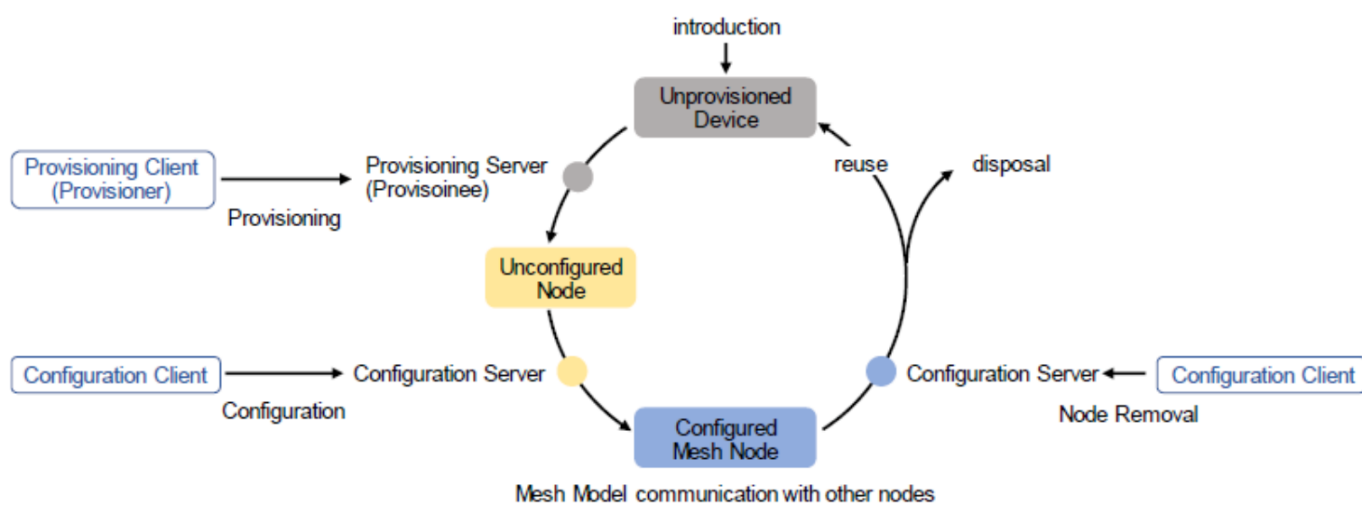 introduction
Unprovisioned
Device
Provisioning Client
(Provisioner)
Provisioning
Provisioning Server
(Provisoinee)
reuse
disposal
Unconfigured
Node
Configuration Client
Configuration
Configuration Server
Configuration Server
Configuration Client
Node Removal
Configured
Mesh Node
Mesh Model communication with other nodes